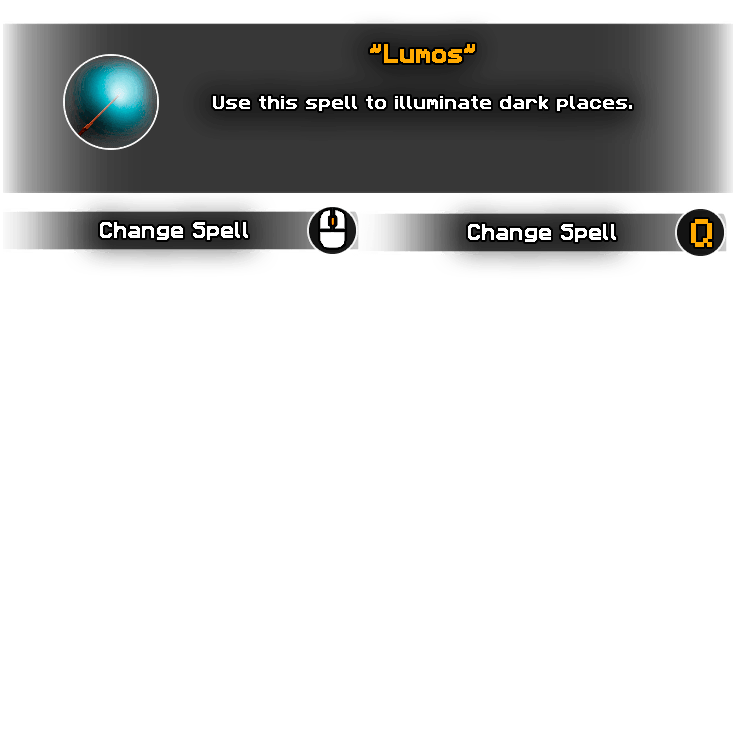 "Lumos"
Use this spell to illuminate dark places.
Change Spell
Change Spell Q